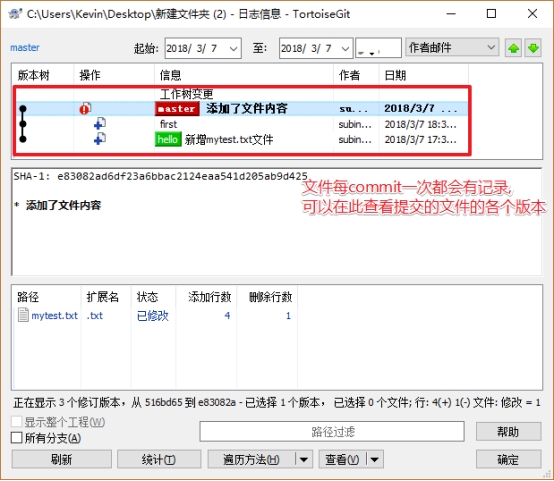 C:\Users\Kevin\Desktop\新建文件夹 (2) - 日志信息 - TortoiseGit
master 起始: 2018/ 3/ 7 至: 2018/ 3/ 7 作者邮件
版本树 操作 信息 作者 日期
工作树变更
master 添加了文件内容 su... 2018/3/7 ...
first subin... 2018/3/7 18:3...
hello 新增mytest.txt文件 subin... 2018/3/7 17:3...
SHA-1: e83082ad6df23a6bbac2124eaa541d205ab9d425
* 添加了文件内容
文件每commit一次都会有记录,
可以在此查看提交的文件的各个版本
路径 扩展名 状态 添加行数 删除行数
mytest.txt .txt 已修改 4 1
正在显示 3 个修订版本，从 516bd65 到 e83082a - 已选择 1 个版本， 已选择 0 个文件; 行: 4(+) 1(-) 文件: 修改 = 1
显示整个工程(W)
所有分支(A) 路径过滤 帮助
刷新 统计(T) 遍历方法(H) 查看(V) 确定